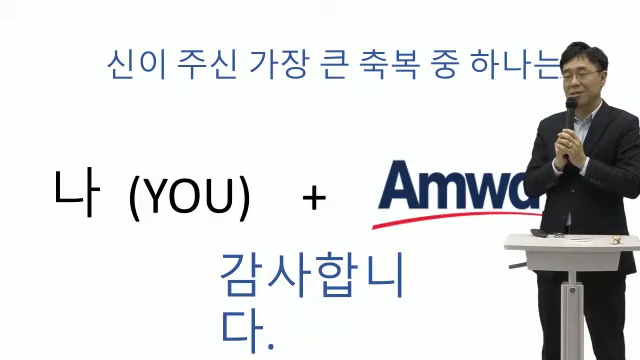 신이 주신 가장 큰 축복 중 하나는
나 (YOU) + Amwa
감사합니
다.